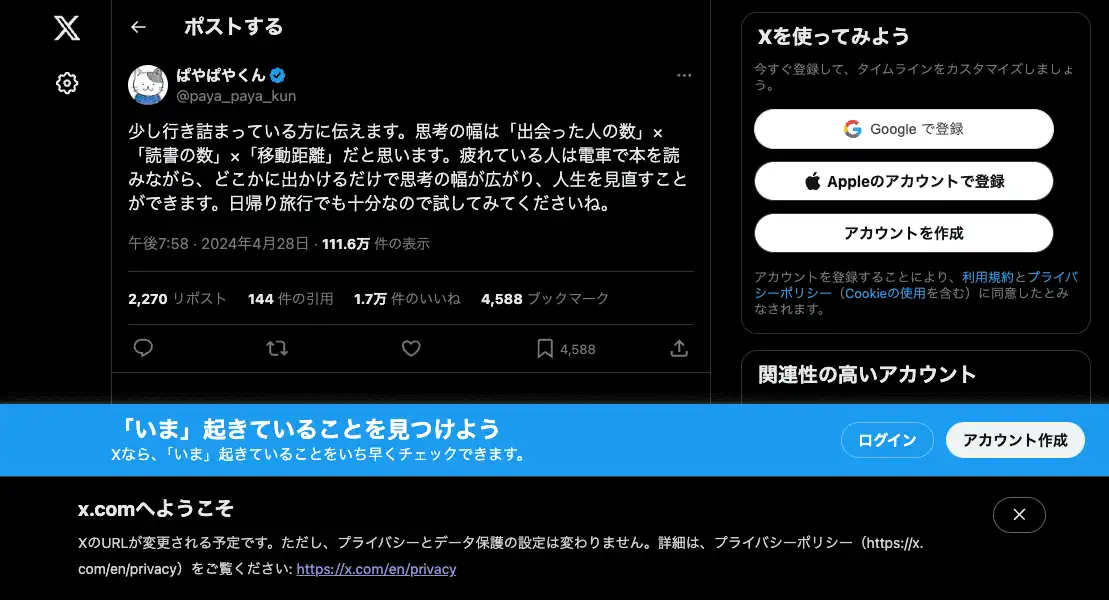 ポストする
ぱやぱやくん
@paya_paya_kun
少し行き詰まっている方に伝えます。思考の幅は「出会った人の数」×
「読書の数」×「移動距離」だと思います。疲れている人は電車で本を読
みながら、どこかに出かけるだけで思考の幅が広がり、人生を見直すこと
ができます。日帰り旅行でも十分なので試してみてくださいね。
午後7:58 · 2024年4月28日 · 111.6万 件の表示
2,270 リポスト 144 件の引用 1.7万 件のいいね 4,588 ブックマーク
4,588
Xを使ってみよう
今すぐ登録して、タイムラインをカスタマイズしましょ
う。
Google で登録
Appleのアカウントで登録
アカウントを作成
アカウントを登録することにより、利用規約とプライバ
シーポリシー（Cookieの使用を含む）に同意したとみ
なされます。
関連性の高いアカウント
「いま」起きていることを見つけよう
Xなら、「いま」起きていることをいち早くチェックできます。
ログイン
アカウント作成
x.comへようこそ
XのURLが変更される予定です。ただし、プライバシーとデータ保護の設定は変わりません。詳細は、プライバシーポリシー（https://x.
com/en/privacy）をご覧ください: https://x.com/en/privacy